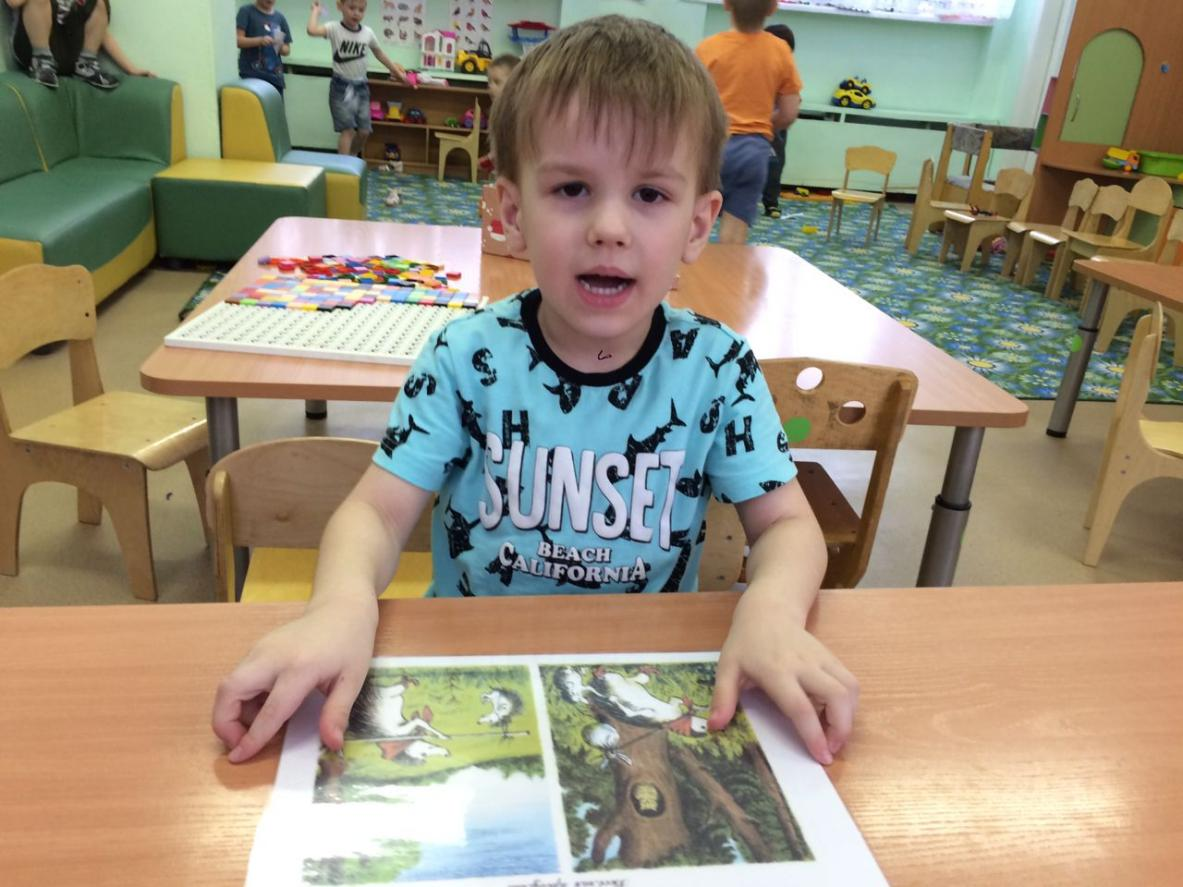 NIKE
S
H
SUNSET
BEACH
CALIFORNIA
H